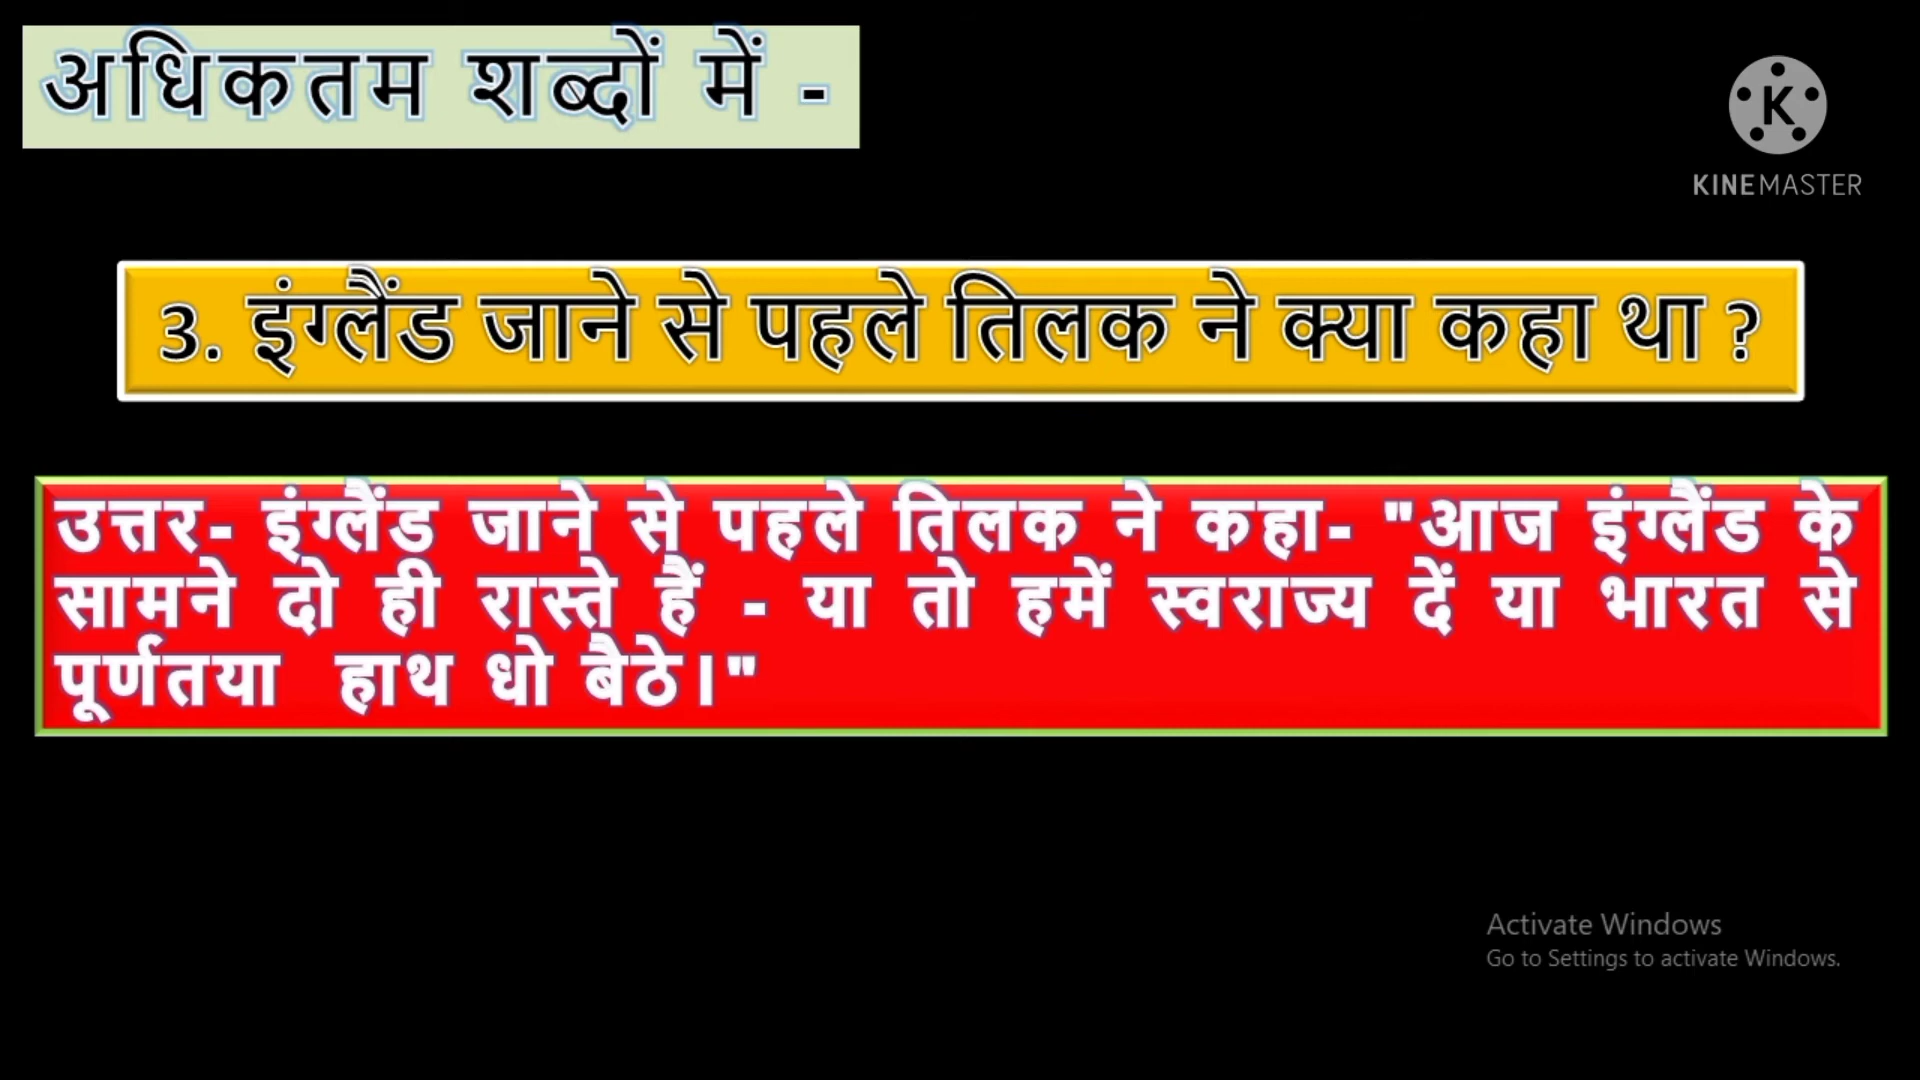 अधिकतम शब्दों में -
KINEMASTER
3. इंग्लैंड जाने से पहले तिलक ने क्या कहा था ?
उत्तर- इंग्लैंड जाने से पहले तिलक ने कहा- "आज इंग्लैंड के
सामने दो ही रास्ते हैं - या तो हमें स्वराज्य दें या भारत से
पूर्णतया हाथ धो बैठे।"
Activate Windows
Go to Settings to activate Windows.